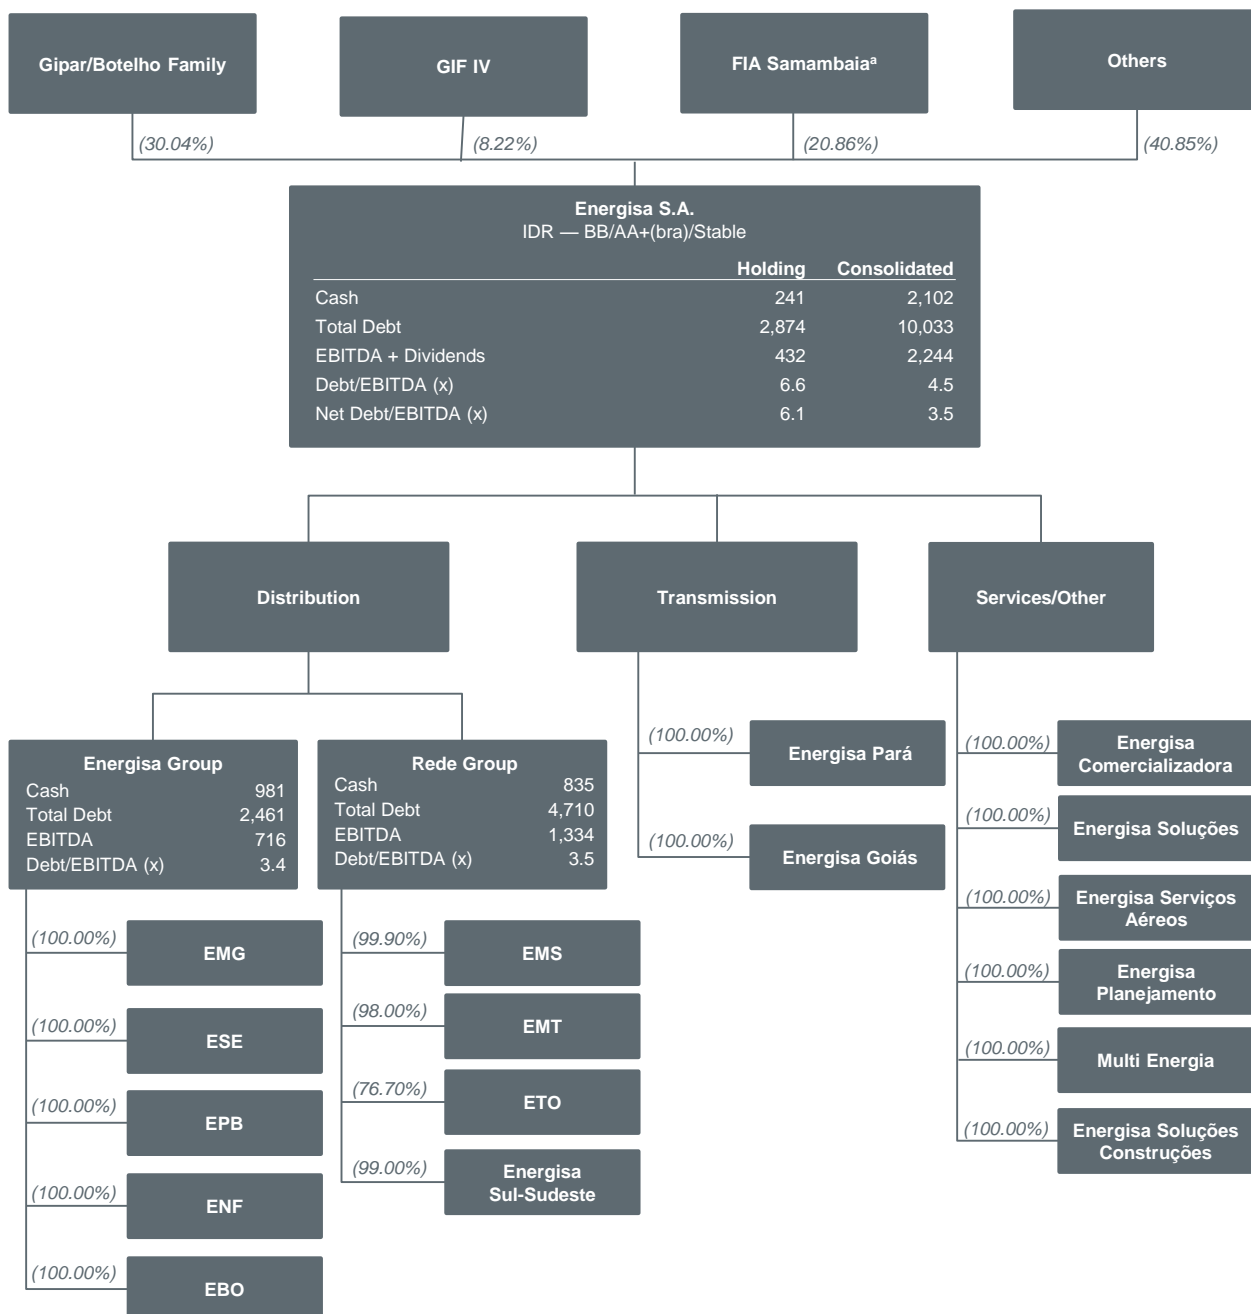 Gipar/Botelho Family
GIF IV
FIA Samambaiaª
Others
(30.04%)
(8.22%)
(20.86%)
(40.85%)
Energisa S.A.
IDR — BB/AA+(bra)/Stable
Holding Consolidated
Cash 241 2,102
Total Debt 2,874 10,033
EBITDA + Dividends 432 2,244
Debt/EBITDA (x) 6.6 4.5
Net Debt/EBITDA (x) 6.1 3.5
Distribution
Transmission
Services/Other
Energisa Group
Cash 981
Total Debt 2,461
EBITDA 716
Debt/EBITDA (x) 3.4
(100.00%)
EMG
(100.00%)
ESE
(100.00%)
EPB
(100.00%)
ENF
(100.00%)
EBO
Rede Group
Cash 835
Total Debt 4,710
EBITDA 1,334
Debt/EBITDA (x) 3.5
(99.90%)
EMS
(98.00%)
EMT
(76.70%)
ETO
(99.00%)
Energisa
Sul-Sudeste
(100.00%)
Energisa Pará
(100.00%)
Energisa Goiás
(100.00%)
Energisa
Comercializadora
(100.00%)
Energisa Soluções
(100.00%)
Energisa Serviços
Aéreos
(100.00%)
Energisa
Planejamento
(100.00%)
Multi Energia
(100.00%)
Energisa Soluções
Construções